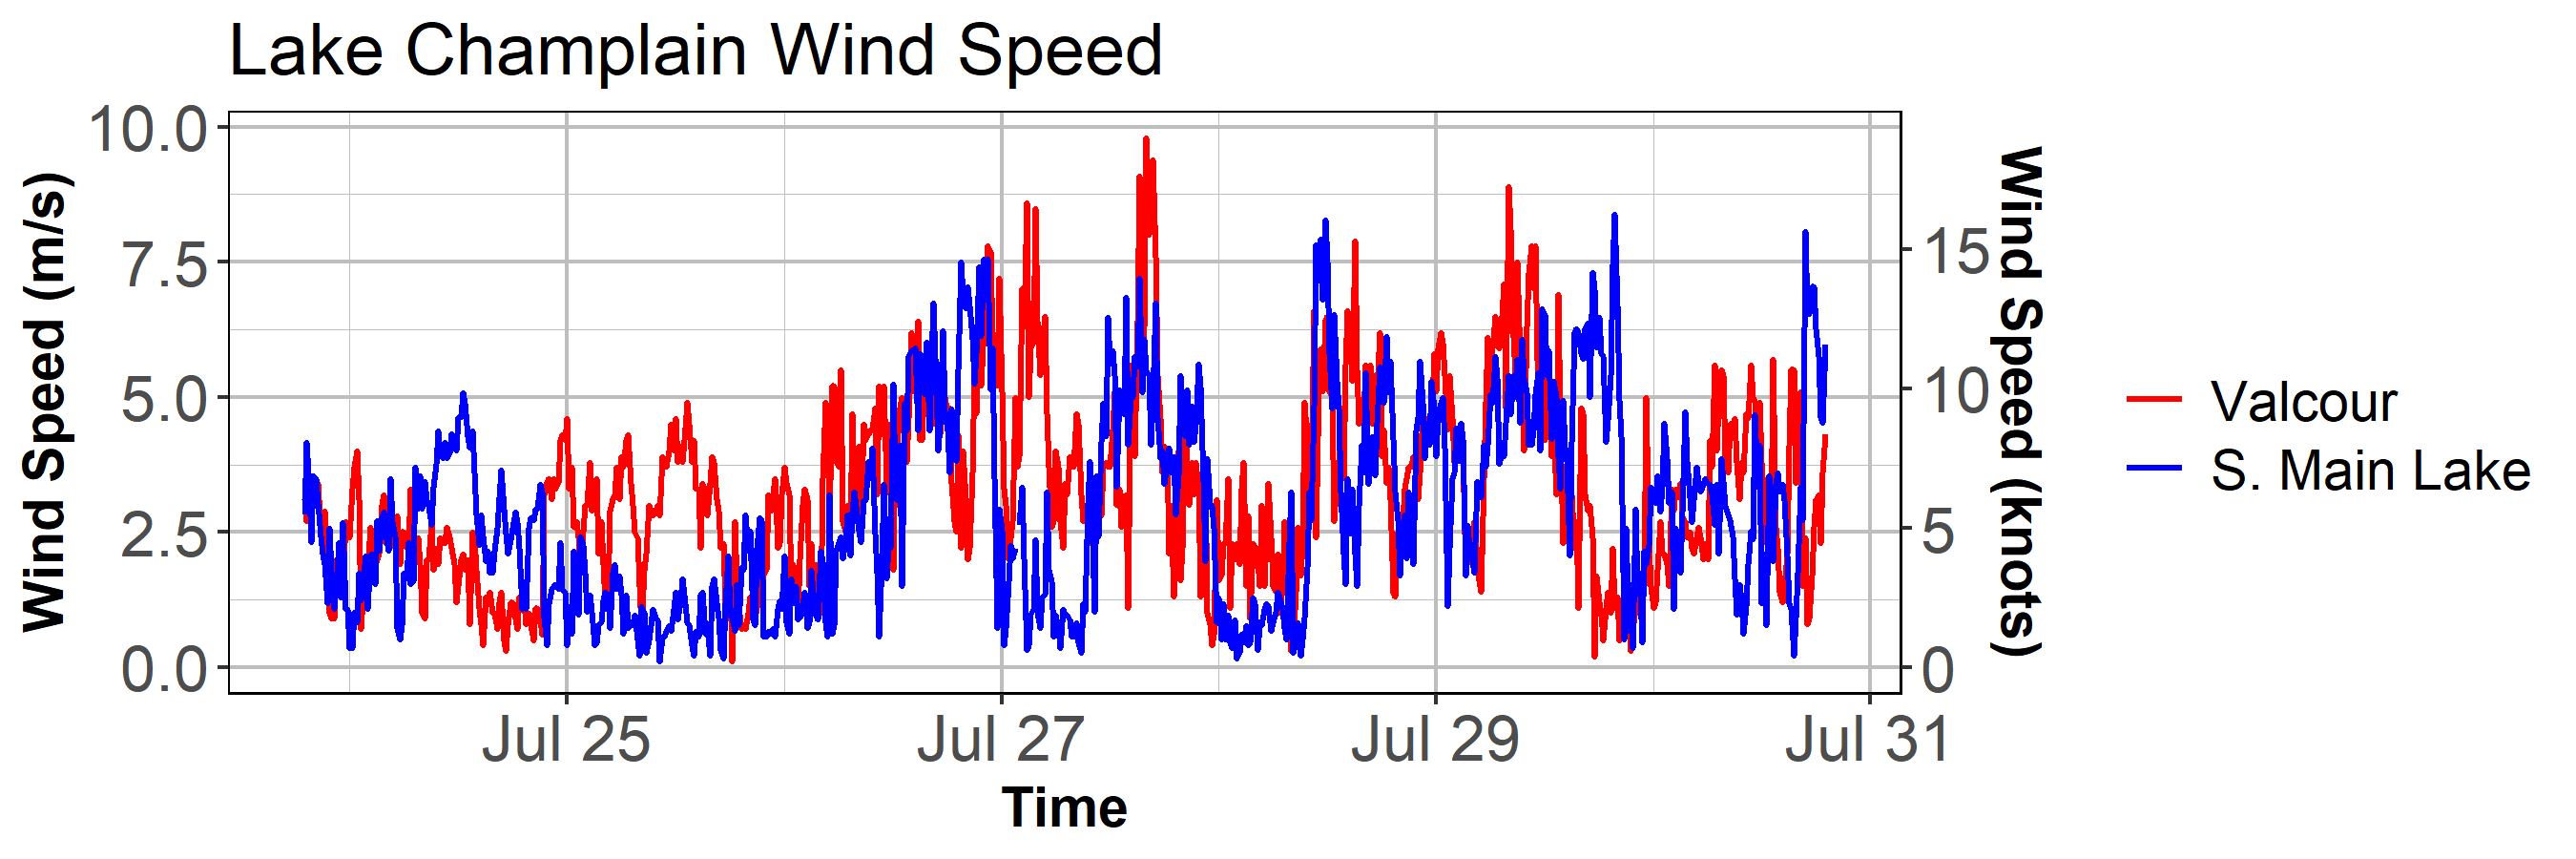 Lake Champlain Wind Speed
10.0
7.5
5.0
2.5
0.0
Wind Speed (m/s)
15
10
5
0
Wind Speed (knots)
Jul 25
Jul 27
Jul 29
Jul 31
Time
Valcour
S. Main Lake